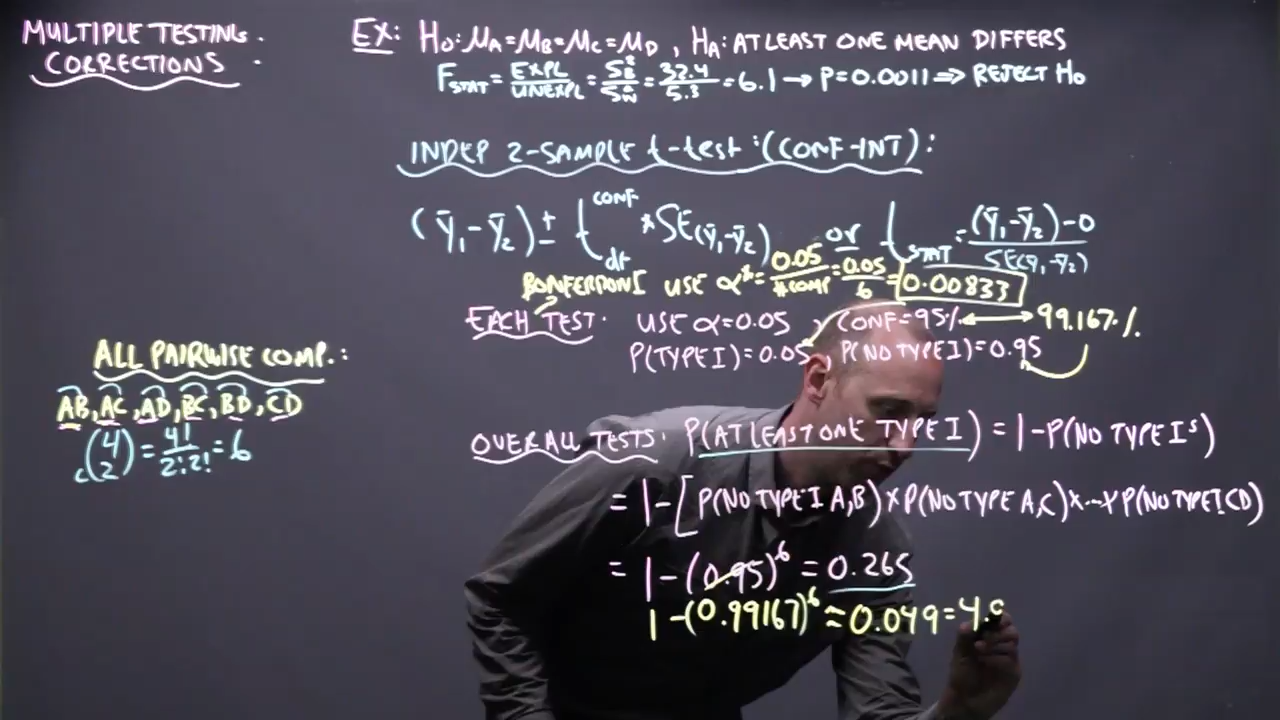 MULTIPLE TESTING
CORRECTIONS
EX: H0: μA=μB=μC=μD, HA: AT LEAST ONE MEAN DIFFERS
FSTAT = EXPL/UNEXPL = S²B/S²W = 32.4/5.3 = 6.1 → P=0.0011 ⇒ REJECT H0
INDEP 2-SAMPLE t-test: (CONF-INT):
(ȳ1-ȳ2) ± t CONF df * SE(ȳ1-ȳ2) or tSTAT = (ȳ1-ȳ2)-0/SE(ȳ1-ȳ2)
BONFERRONI USE α* = 0.05/#COMP = 0.05/6 = 0.00833
EACH TEST: USE α=0.05, CONF=95% ↔ 99.167%
P(TYPE I)=0.05, P(NO TYPE I)=0.95
ALL PAIRWISE COMP.:
AB, AC, AD, BC, BD, CD
(4 2) = 4!/2!2! = 6
OVERALL TESTS: P(AT LEAST ONE TYPE I) = 1-P(NO TYPE I's)
= 1-[P(NO TYPE I A,B) × P(NO TYPE A,C) × ... × P(NO TYPE I CD)
= 1-(0.95)^6 = 0.265
1-(0.99167)^6 ≈ 0.049 = 4.9